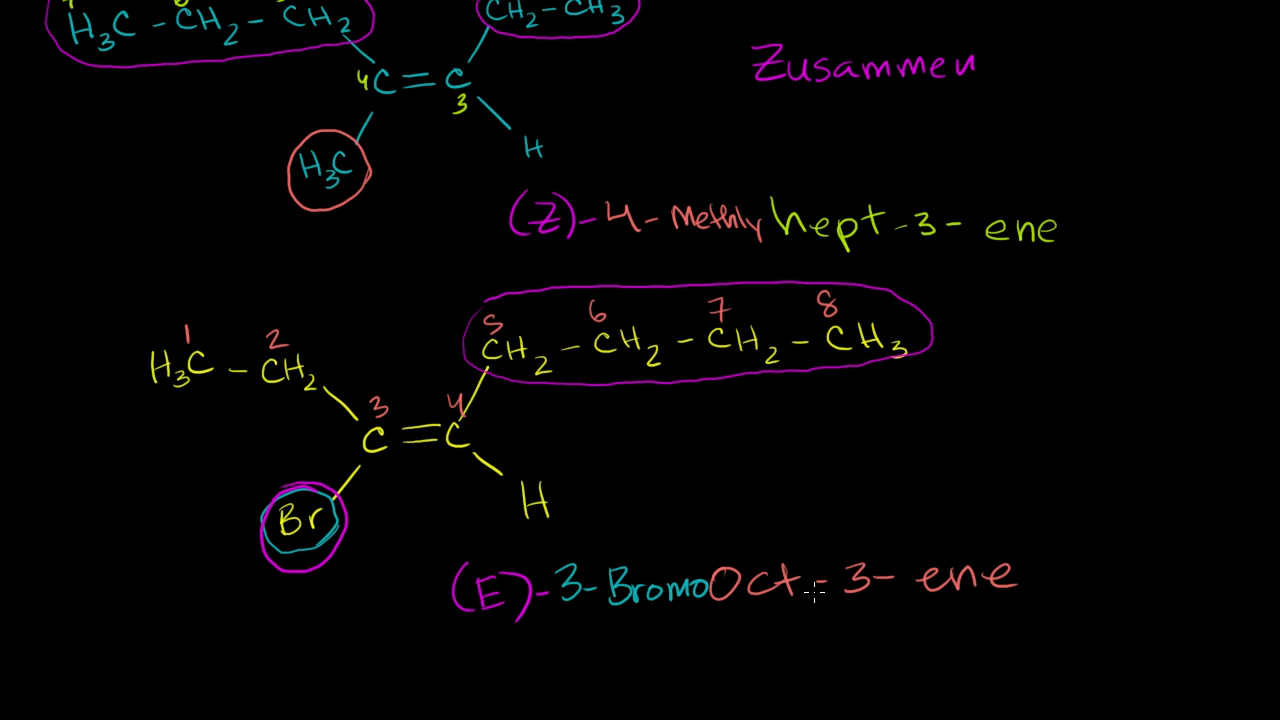 H₃C - CH₂ - CH₂ CH₂-CH₃
Zusammen
4 C = C 3
H₃C H
(Z)-4-Methly hept-3-ene
5 6 7 8
1 2 CH₂ - CH₂ - CH₂ - CH₃
H₃C - CH₂
3 4
C = C
Br H
(E)-3-BromoOct-3-ene